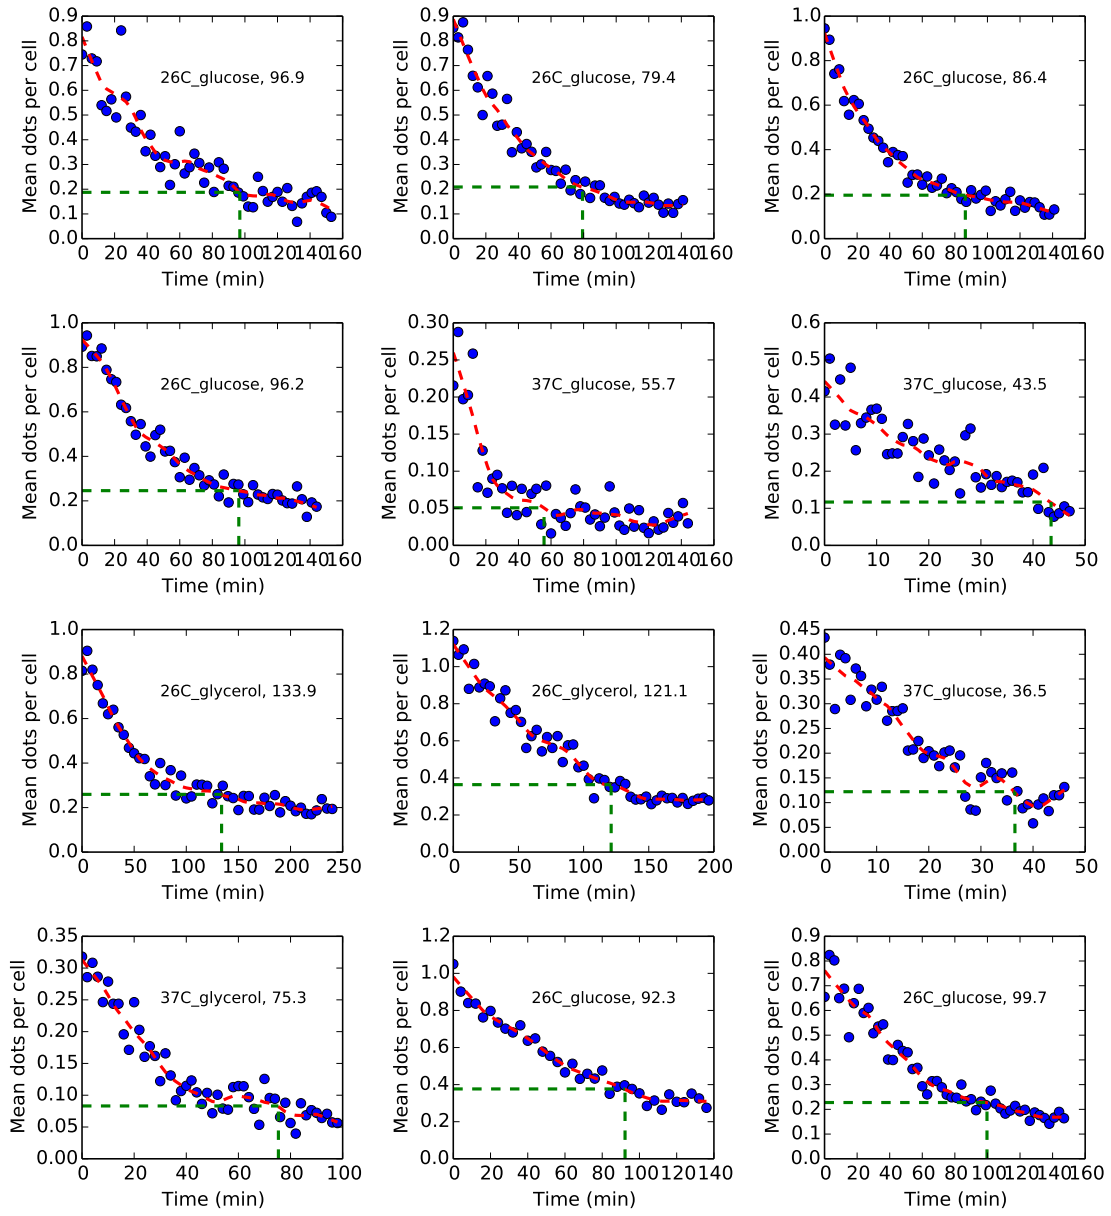 0.9
0.8
0.7
0.6
0.5
0.4
0.3
0.2
0.1
0.0
Mean dots per cell
26C_glucose, 96.9
0 20 40 60 80 100 120 140 160
Time (min)
0.9
0.8
0.7
0.6
0.5
0.4
0.3
0.2
0.1
0.0
Mean dots per cell
26C_glucose, 79.4
0 20 40 60 80 100 120 140 160
Time (min)
1.0
0.8
0.6
0.4
0.2
0.0
Mean dots per cell
26C_glucose, 86.4
0 20 40 60 80 100 120 140 160
Time (min)
1.0
0.8
0.6
0.4
0.2
0.0
Mean dots per cell
26C_glucose, 96.2
0 20 40 60 80 100 120 140 160
Time (min)
0.30
0.25
0.20
0.15
0.10
0.05
0.00
Mean dots per cell
37C_glucose, 55.7
0 20 40 60 80 100 120 140 160
Time (min)
0.6
0.5
0.4
0.3
0.2
0.1
0.0
Mean dots per cell
37C_glucose, 43.5
0 10 20 30 40 50
Time (min)
1.0
0.8
0.6
0.4
0.2
0.0
Mean dots per cell
26C_glycerol, 133.9
0 50 100 150 200 250
Time (min)
1.2
1.0
0.8
0.6
0.4
0.2
0.0
Mean dots per cell
26C_glycerol, 121.1
0 50 100 150 200
Time (min)
0.45
0.40
0.35
0.30
0.25
0.20
0.15
0.10
0.05
0.00
Mean dots per cell
37C_glucose, 36.5
0 10 20 30 40 50
Time (min)
0.35
0.30
0.25
0.20
0.15
0.10
0.05
0.00
Mean dots per cell
37C_glycerol, 75.3
0 20 40 60 80 100
Time (min)
1.2
1.0
0.8
0.6
0.4
0.2
0.0
Mean dots per cell
26C_glucose, 92.3
0 20 40 60 80 100 120 140
Time (min)
0.9
0.8
0.7
0.6
0.5
0.4
0.3
0.2
0.1
0.0
Mean dots per cell
26C_glucose, 99.7
0 20 40 60 80 100 120 140 160
Time (min)